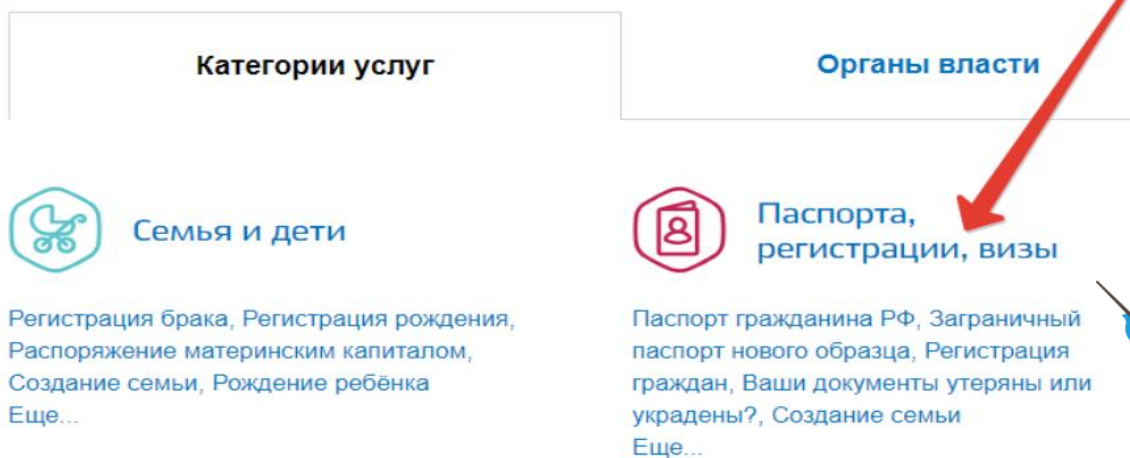 Категории услуг
Органы власти
Семья и дети
Регистрация брака, Регистрация рождения,
Распоряжение материнским капиталом,
Создание семьи, Рождение ребёнка
Еще...
Паспорта,
регистрации, визы
Паспорт гражданина РФ, Заграничный
паспорт нового образца, Регистрация
граждан, Ваши документы утеряны или
украдены?, Создание семьи
Еще...